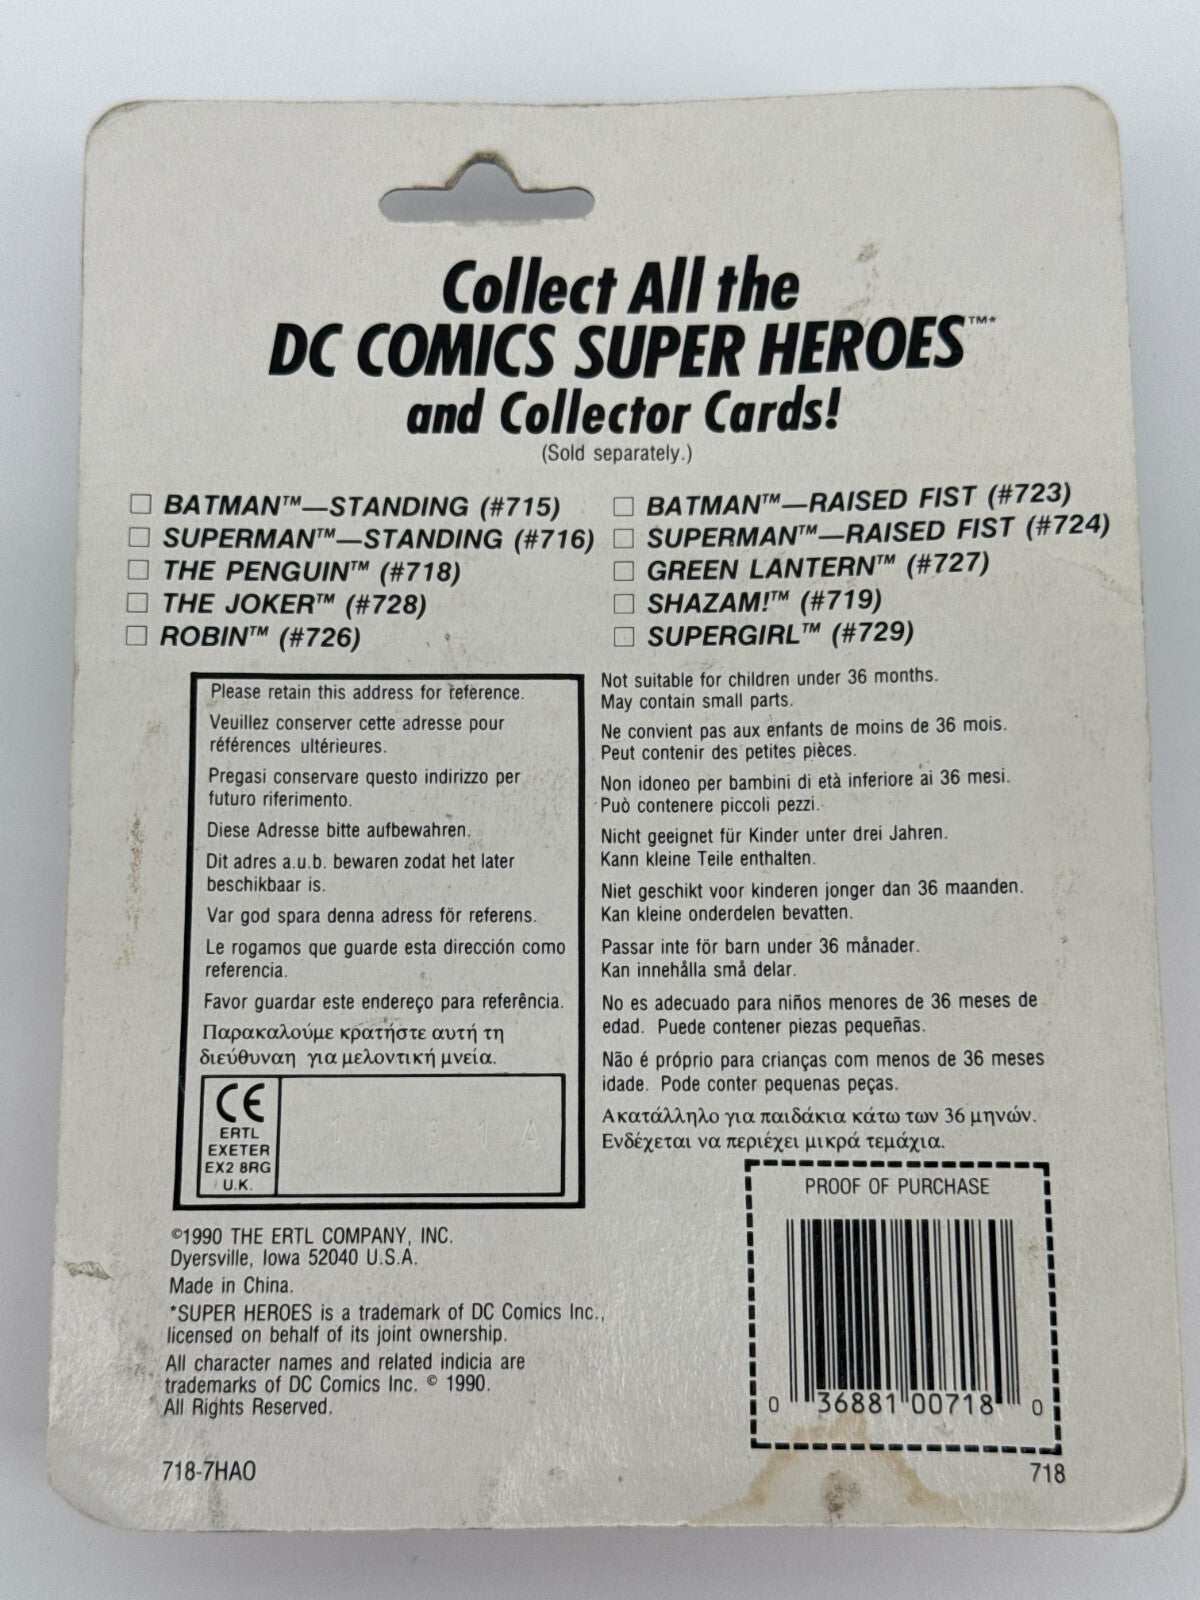 Collect All the
DC COMICS SUPER HEROES™*
and Collector Cards!
(Sold separately.)
☐ BATMAN™—STANDING (#715)
☐ SUPERMAN™—STANDING (#716)
☐ THE PENGUIN™ (#718)
☐ THE JOKER™ (#728)
☐ ROBIN™ (#726)
☐ BATMAN™—RAISED FIST (#723)
☐ SUPERMAN™—RAISED FIST (#724)
☐ GREEN LANTERN™ (#727)
☐ SHAZAM!™ (#719)
☐ SUPERGIRL™ (#729)
Please retain this address for reference.
Veuillez conserver cette adresse pour
références ultérieures.
Pregasi conservare questo indirizzo per
futuro riferimento.
Diese Adresse bitte aufbewahren.
Dit adres a.u.b. bewaren zodat het later
beschikbaar is.
Var god spara denna adress för referens.
Le rogamos que guarde esta dirección como
referencia.
Favor guardar este endereço para referência.
Παρακαλούμε κρατήστε αυτή τη
διεύθυναη για μελοντική μνεία.
CE
ERTL
EXETER
EX2 8RG
U.K.
Not suitable for children under 36 months.
May contain small parts.
Ne convient pas aux enfants de moins de 36 mois.
Peut contenir des petites pièces.
Non idoneo per bambini di età inferiore ai 36 mesi.
Può contenere piccoli pezzi.
Nicht geeignet für Kinder unter drei Jahren.
Kann kleine Teile enthalten.
Niet geschikt voor kinderen jonger dan 36 maanden.
Kan kleine onderdelen bevatten.
Passar inte för barn under 36 månader.
Kan innehålla små delar.
No es adecuado para niños menores de 36 meses de
edad. Puede contener piezas pequeñas.
Não é próprio para crianças com menos de 36 meses
idade. Pode conter pequenas peças.
Ακατάλληλο για παιδάκια κάτω των 36 μηνών.
Ενδέχεται να περιέχει μικρά τεμάχια.
©1990 THE ERTL COMPANY, INC.
Dyersville, Iowa 52040 U.S.A.
Made in China.
*SUPER HEROES is a trademark of DC Comics Inc.,
licensed on behalf of its joint ownership.
All character names and related indicia are
trademarks of DC Comics Inc. © 1990.
All Rights Reserved.
718-7HAO
PROOF OF PURCHASE
0 36881 00718 0
718